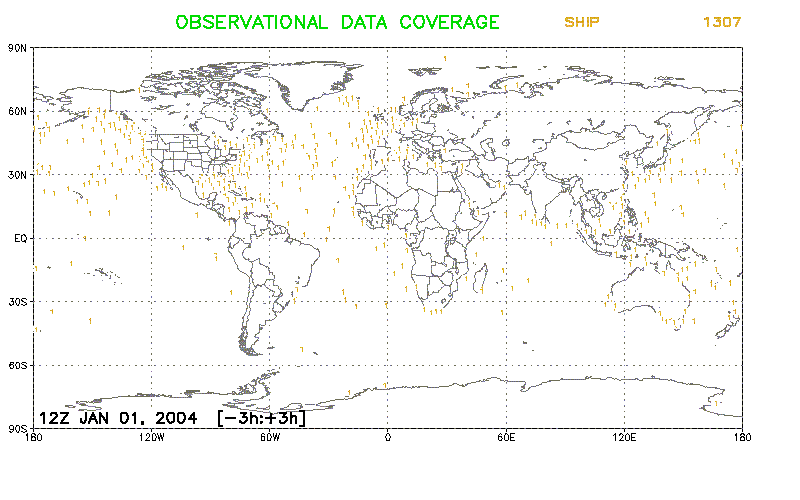 OBSERVATIONAL DATA COVERAGE SHIP 1307
90N
60N
30N
EQ
30S
60S
90S
12Z JAN 01, 2004 [-3h:+3h]
180 120W 60W 0 60E 120E 180